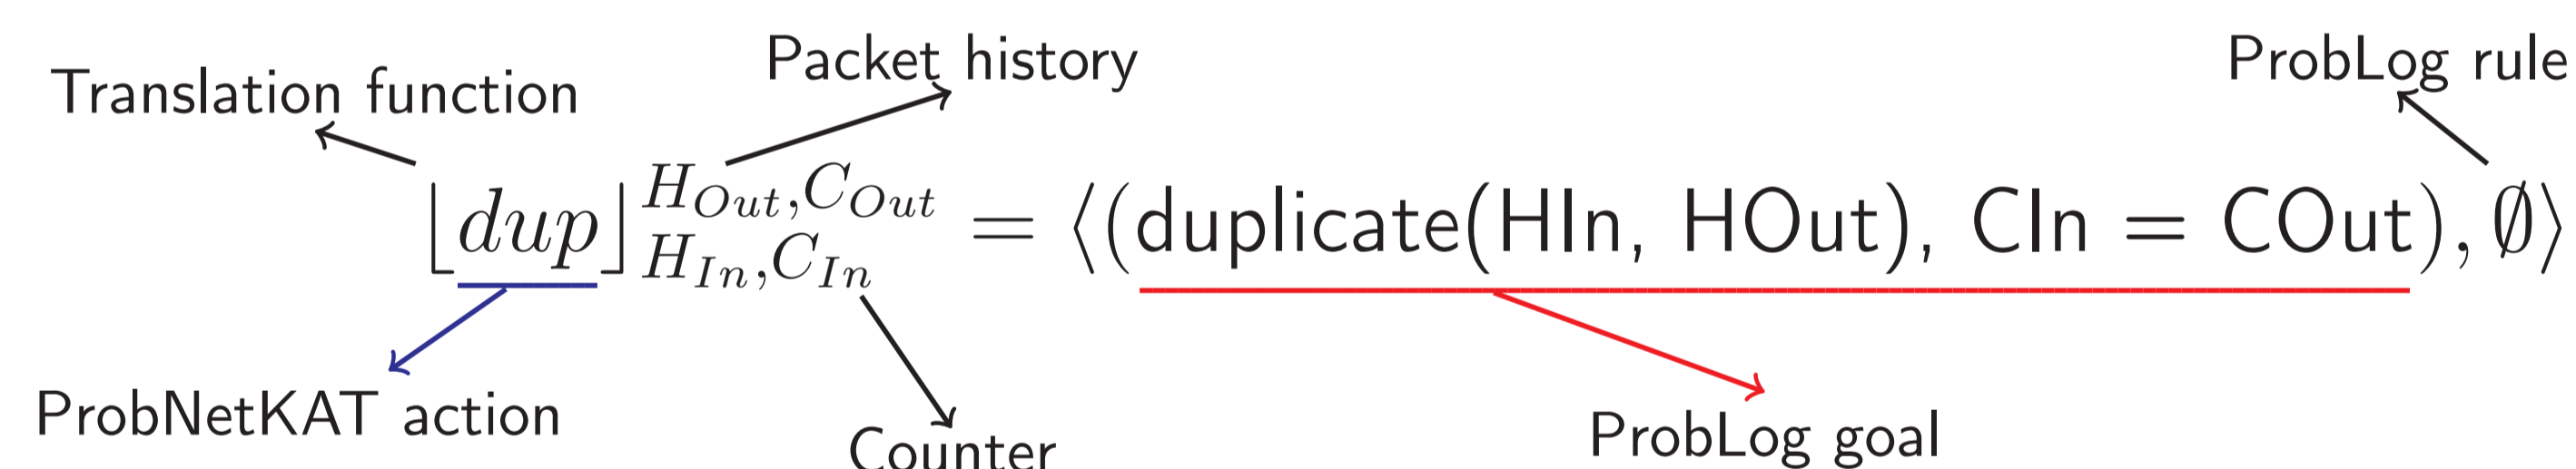 Packet history
ProbLog rule
Translation function
⌊dup⌋^{H_{Out},C_{Out}}_{H_{In},C_{In}} = ⟨(duplicate(HIn, HOut), CIn = COut), ∅⟩
ProbNetKAT action
Counter
ProbLog goal